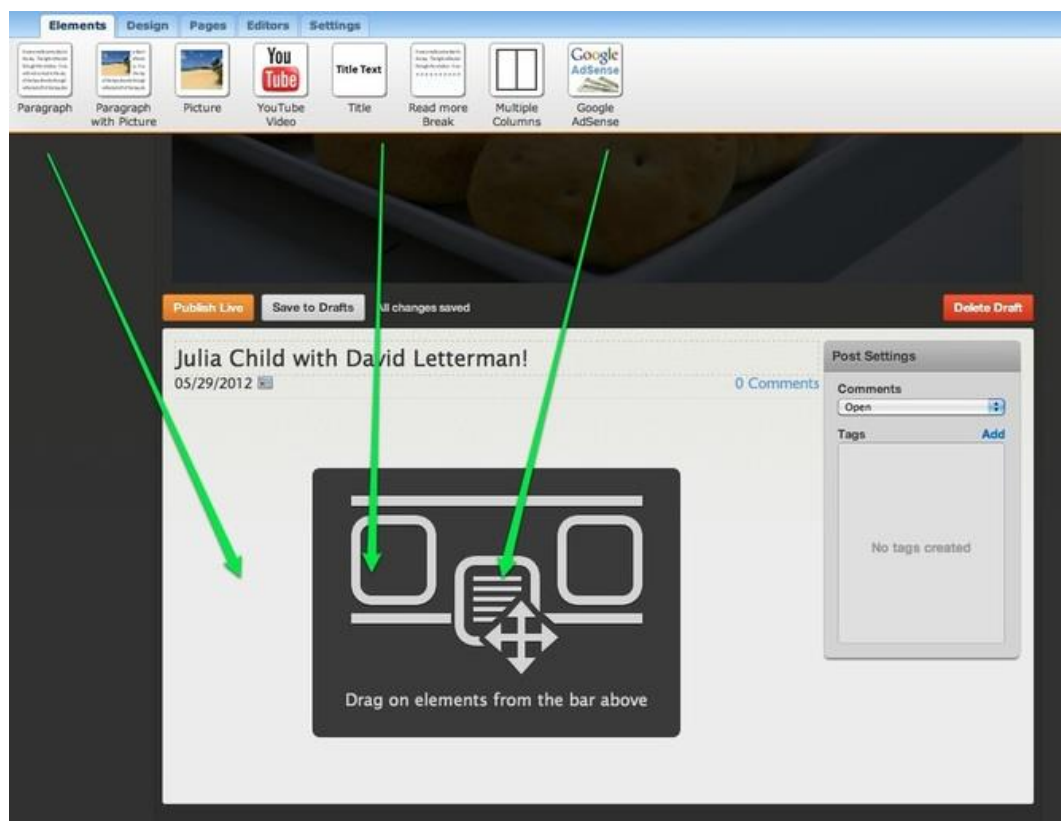 Elements Design Pages Editors Settings
You
Tube
Title Text
Google
AdSense
Paragraph
Paragraph
with Picture
Picture
YouTube
Video
Title
Read more
Break
Multiple
Columns
Google
AdSense
Publish Live Save to Drafts All changes saved Delete Draft
Julia Child with David Letterman!
05/29/2012 0 Comments
Post Settings
Comments
Open
Tags Add
No tags created
Drag on elements from the bar above